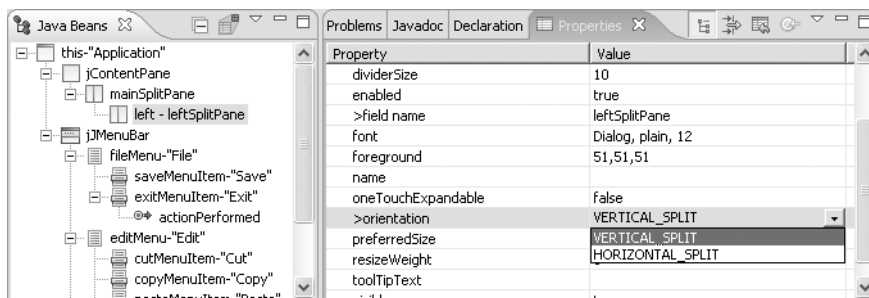 Java Beans
this-"Application"
jContentPane
mainSplitPane
left - leftSplitPane
jJMenuBar
fileMenu-"File"
saveMenuItem-"Save"
exitMenuItem-"Exit"
actionPerformed
editMenu-"Edit"
cutMenuItem-"Cut"
copyMenuItem-"Copy"
Problems Javadoc Declaration Properties
Property Value
dividerSize 10
enabled true
>field name leftSplitPane
font Dialog, plain, 12
foreground 51,51,51
name
oneTouchExpandable false
>orientation VERTICAL_SPLIT
preferredSize VERTICAL_SPLIT
resizeWeight HORIZONTAL_SPLIT
toolTipText